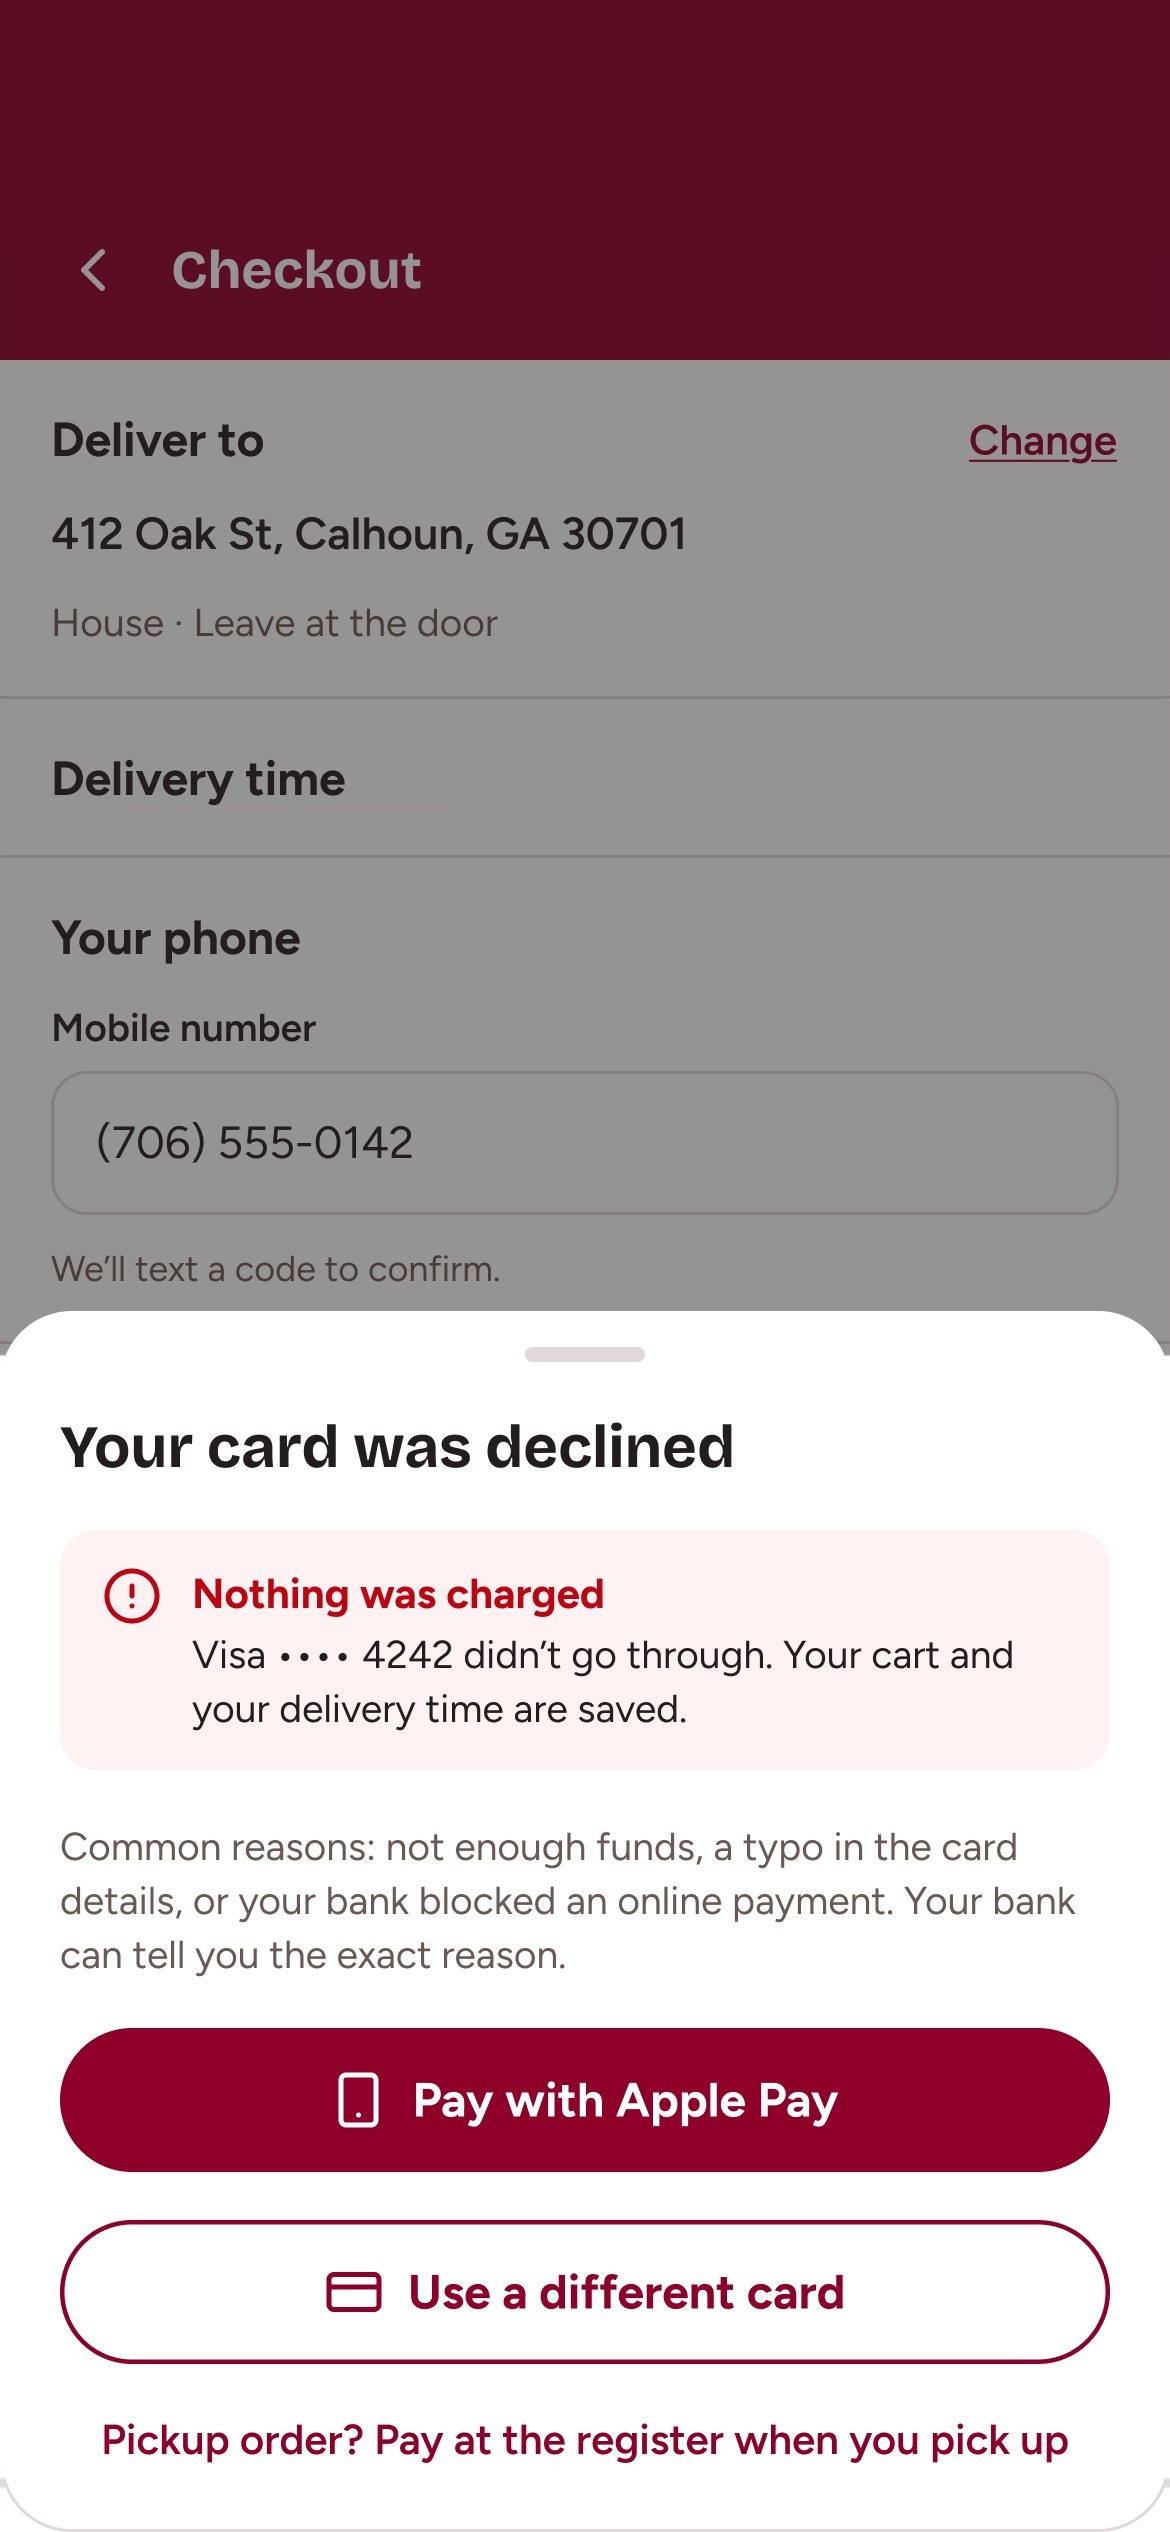 Checkout
Deliver to
Change
412 Oak St, Calhoun, GA 30701
House · Leave at the door
Delivery time
Your phone
Mobile number
(706) 555-0142
We’ll text a code to confirm.
Your card was declined
Nothing was charged
Visa •••• 4242 didn’t go through. Your cart and
your delivery time are saved.
Common reasons: not enough funds, a typo in the card
details, or your bank blocked an online payment. Your bank
can tell you the exact reason.
Pay with Apple Pay
Use a different card
Pickup order? Pay at the register when you pick up